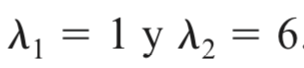 λ₁ = 1 y λ₂ = 6.